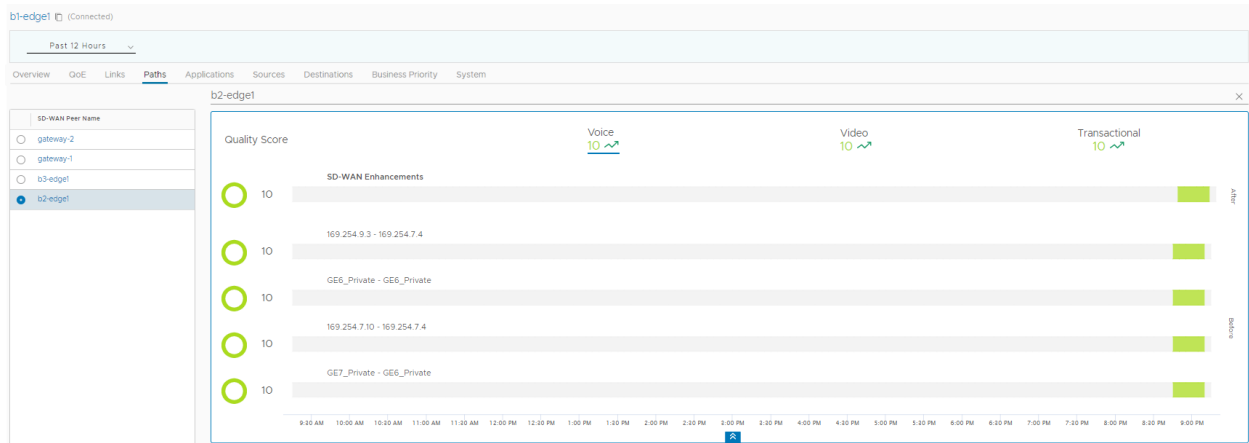 b1-edge1 (Connected)
Past 12 Hours
Overview QoE Links Paths Applications Sources Destinations Business Priority System
b2-edge1
SD-WAN Peer Name
gateway-2
gateway-1
b3-edge1
b2-edge1
Quality Score
Voice
10
Video
10
Transactional
10
SD-WAN Enhancements
10
After
169.254.9.3 - 169.254.7.4
10
GE6_Private - GE6_Private
10
169.254.7.10 - 169.254.7.4
10
Before
GE7_Private - GE6_Private
10
9:30 AM 10:00 AM 10:30 AM 11:00 AM 11:30 AM 12:00 PM 12:30 PM 1:00 PM 1:30 PM 2:00 PM 2:30 PM 3:00 PM 3:30 PM 4:00 PM 4:30 PM 5:00 PM 5:30 PM 6:00 PM 6:30 PM 7:00 PM 7:30 PM 8:00 PM 8:30 PM 9:00 PM